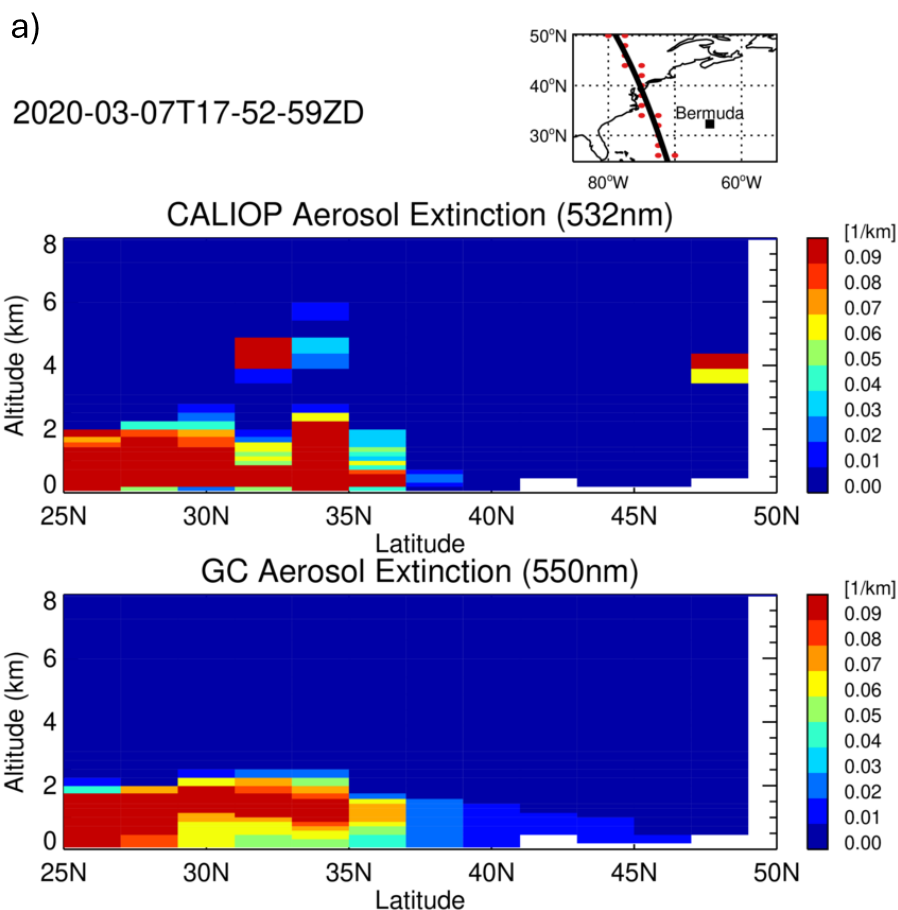 a)
2020-03-07T17-52-59ZD
50°N
40°N
30°N
Bermuda
80°W 60°W
CALIOP Aerosol Extinction (532nm)
[1/km]
8
6
4
2
0
Altitude (km)
0.09
0.08
0.07
0.06
0.05
0.04
0.03
0.02
0.01
0.00
25N 30N 35N 40N 45N 50N
Latitude
GC Aerosol Extinction (550nm)
[1/km]
8
6
4
2
0
Altitude (km)
0.09
0.08
0.07
0.06
0.05
0.04
0.03
0.02
0.01
0.00
25N 30N 35N 40N 45N 50N
Latitude